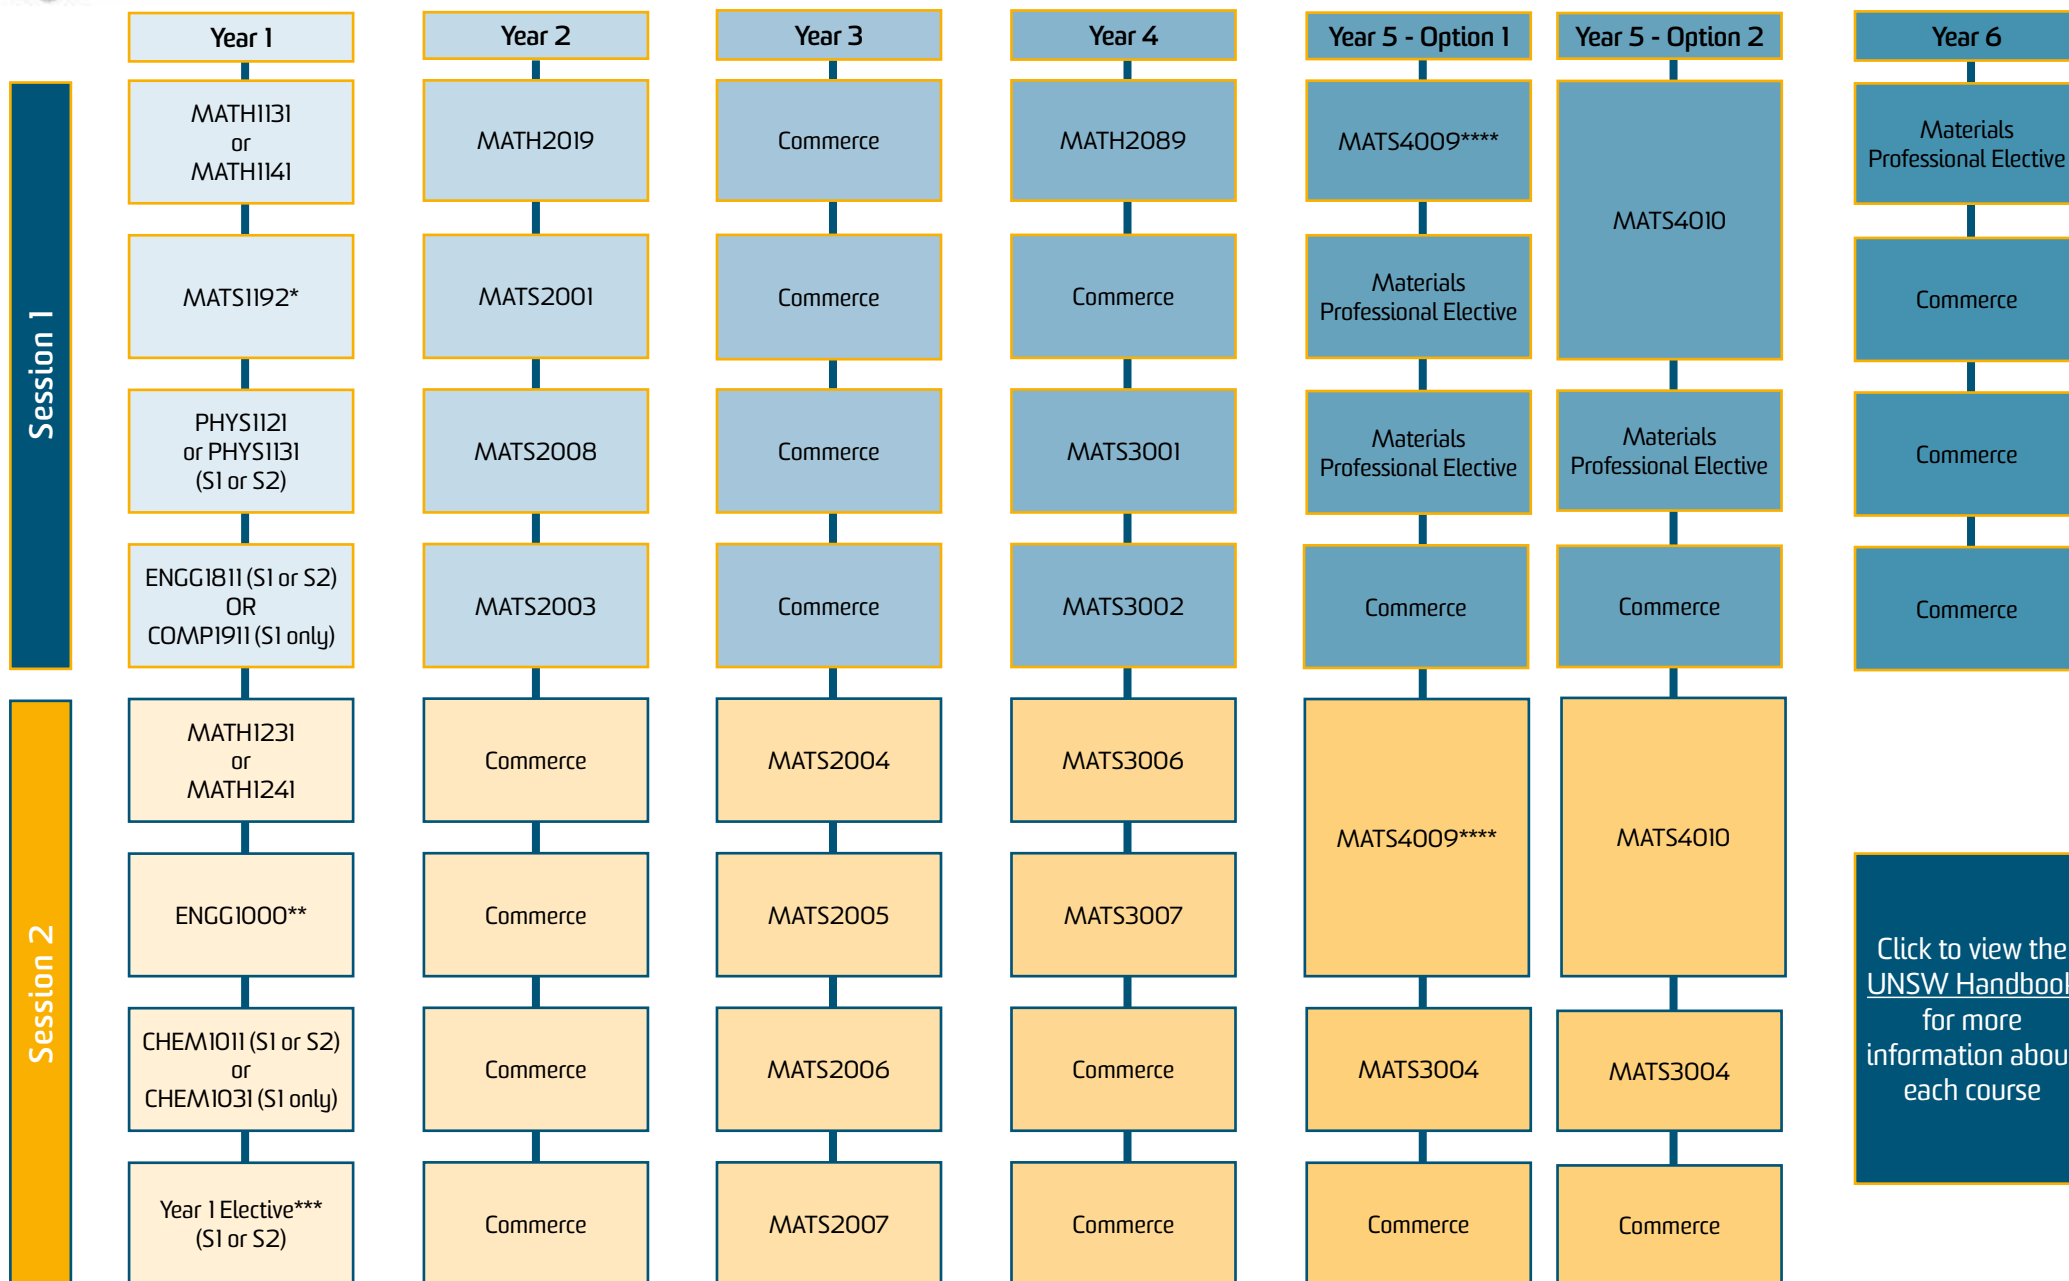 Year 1
Year 2
Year 3
Year 4
Year 5 - Option 1
Year 5 - Option 2
Year 6
Session 1
MATH1131
or
MATH1141
MATH2019
Commerce
MATH2089
MATS4009****
MATS4010
Materials
Professional Elective
MATS1192*
MATS2001
Commerce
Commerce
Materials
Professional Elective
Commerce
PHYS1121
or PHYS1131
(S1 or S2)
MATS2008
Commerce
MATS3001
Materials
Professional Elective
Materials
Professional Elective
Commerce
ENGG1811 (S1 or S2)
OR
COMP1911 (S1 only)
MATS2003
Commerce
MATS3002
Commerce
Commerce
Commerce
Session 2
MATH1231
or
MATH1241
Commerce
MATS2004
MATS3006
MATS4009****
MATS4010
ENGG1000**
Commerce
MATS2005
MATS3007
CHEM1011 (S1 or S2)
or
CHEM1031 (S1 only)
Commerce
MATS2006
Commerce
MATS3004
MATS3004
Year 1 Elective***
(S1 or S2)
Commerce
MATS2007
Commerce
Commerce
Commerce
Click to view the
UNSW Handbook
for more
information about
each course